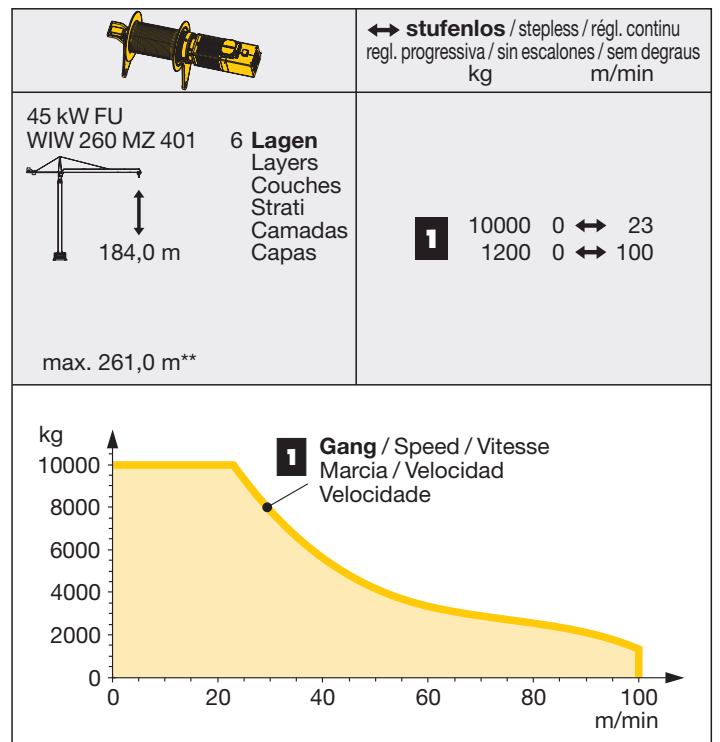 ↔ stufenlos / stepless / régl. continu
regl. progressiva / sin escalones / sem degraus
kg m/min
45 kW FU
WIW 260 MZ 401 6 Lagen
Layers
Couches
Strati
Camadas
184,0 m Capas
max. 261,0 m**
1 10000 0 ↔ 23
1200 0 ↔ 100
kg
1 Gang / Speed / Vitesse
Marcia / Velocidad
Velocidade
10000
8000
6000
4000
2000
0
0 20 40 60 80 100
m/min